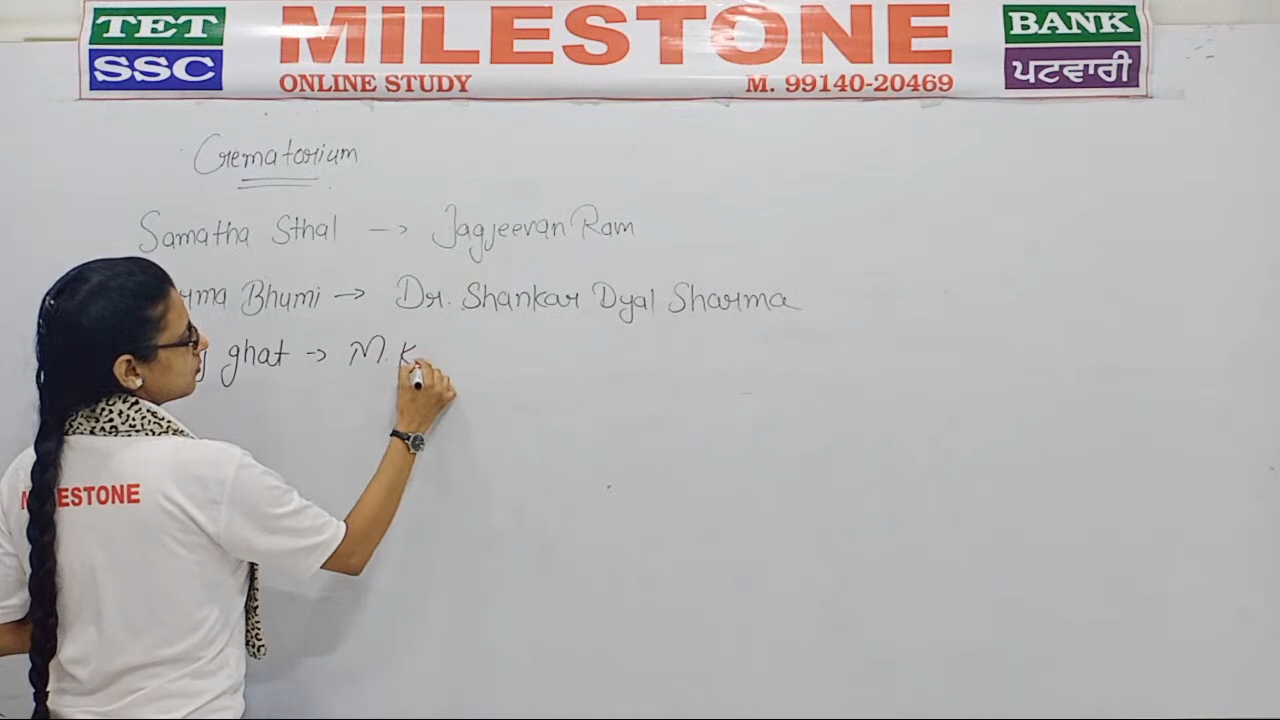 TET
SSC
MILESTONE
ONLINE STUDY M. 99140-20469
BANK
ਪਟਵਾਰੀ
Crematorium
Samatha Sthal -> Jagjeevan Ram
Bhumi -> Dr. Shankar Dyal Sharma
ghat -> M. K
MILESTONE